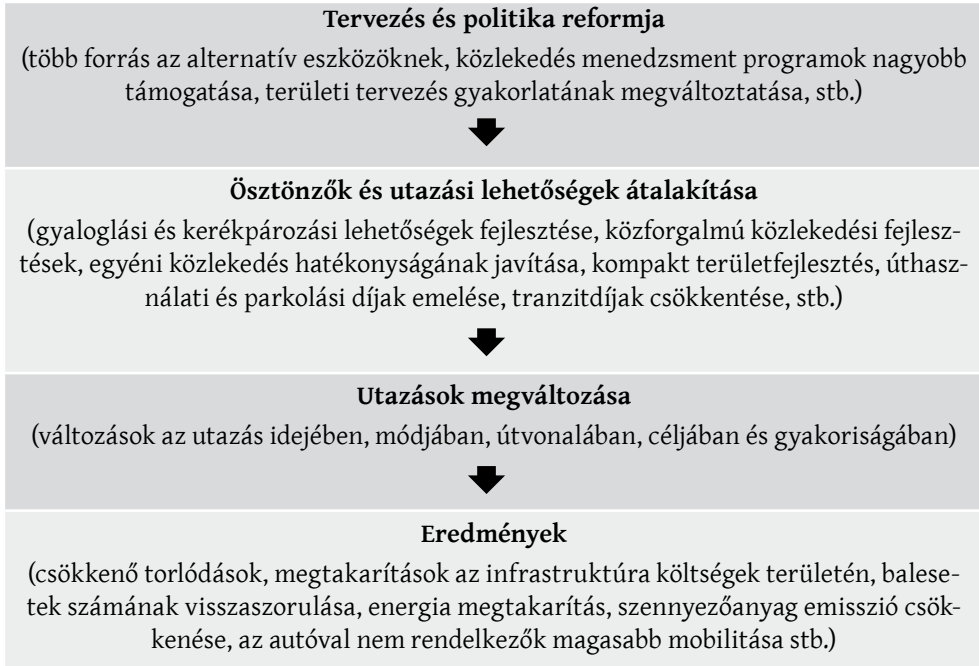 Tervezés és politika reformja
(több forrás az alternatív eszközöknek, közlekedés menedzsment programok nagyobb
támogatása, területi tervezés gyakorlatának megváltoztatása, stb.)
Ösztönzők és utazási lehetőségek átalakítása
(gyaloglási és kerékpározási lehetőségek fejlesztése, közforgalmú közlekedési fejlesz-
tések, egyéni közlekedés hatékonyságának javítása, kompakt területfejlesztés, úthasz-
nálati és parkolási díjak emelése, tranzitdíjak csökkentése, stb.)
Utazások megváltozása
(változások az utazás idejében, módjában, útvonalában, céljában és gyakoriságában)
Eredmények
(csökkenő torlódások, megtakarítások az infrastruktúra költségek területén, balese-
tek számának visszaszorulása, energia megtakarítás, szennyezőanyag emisszió csök-
kenése, az autóval nem rendelkezők magasabb mobilitása stb.)